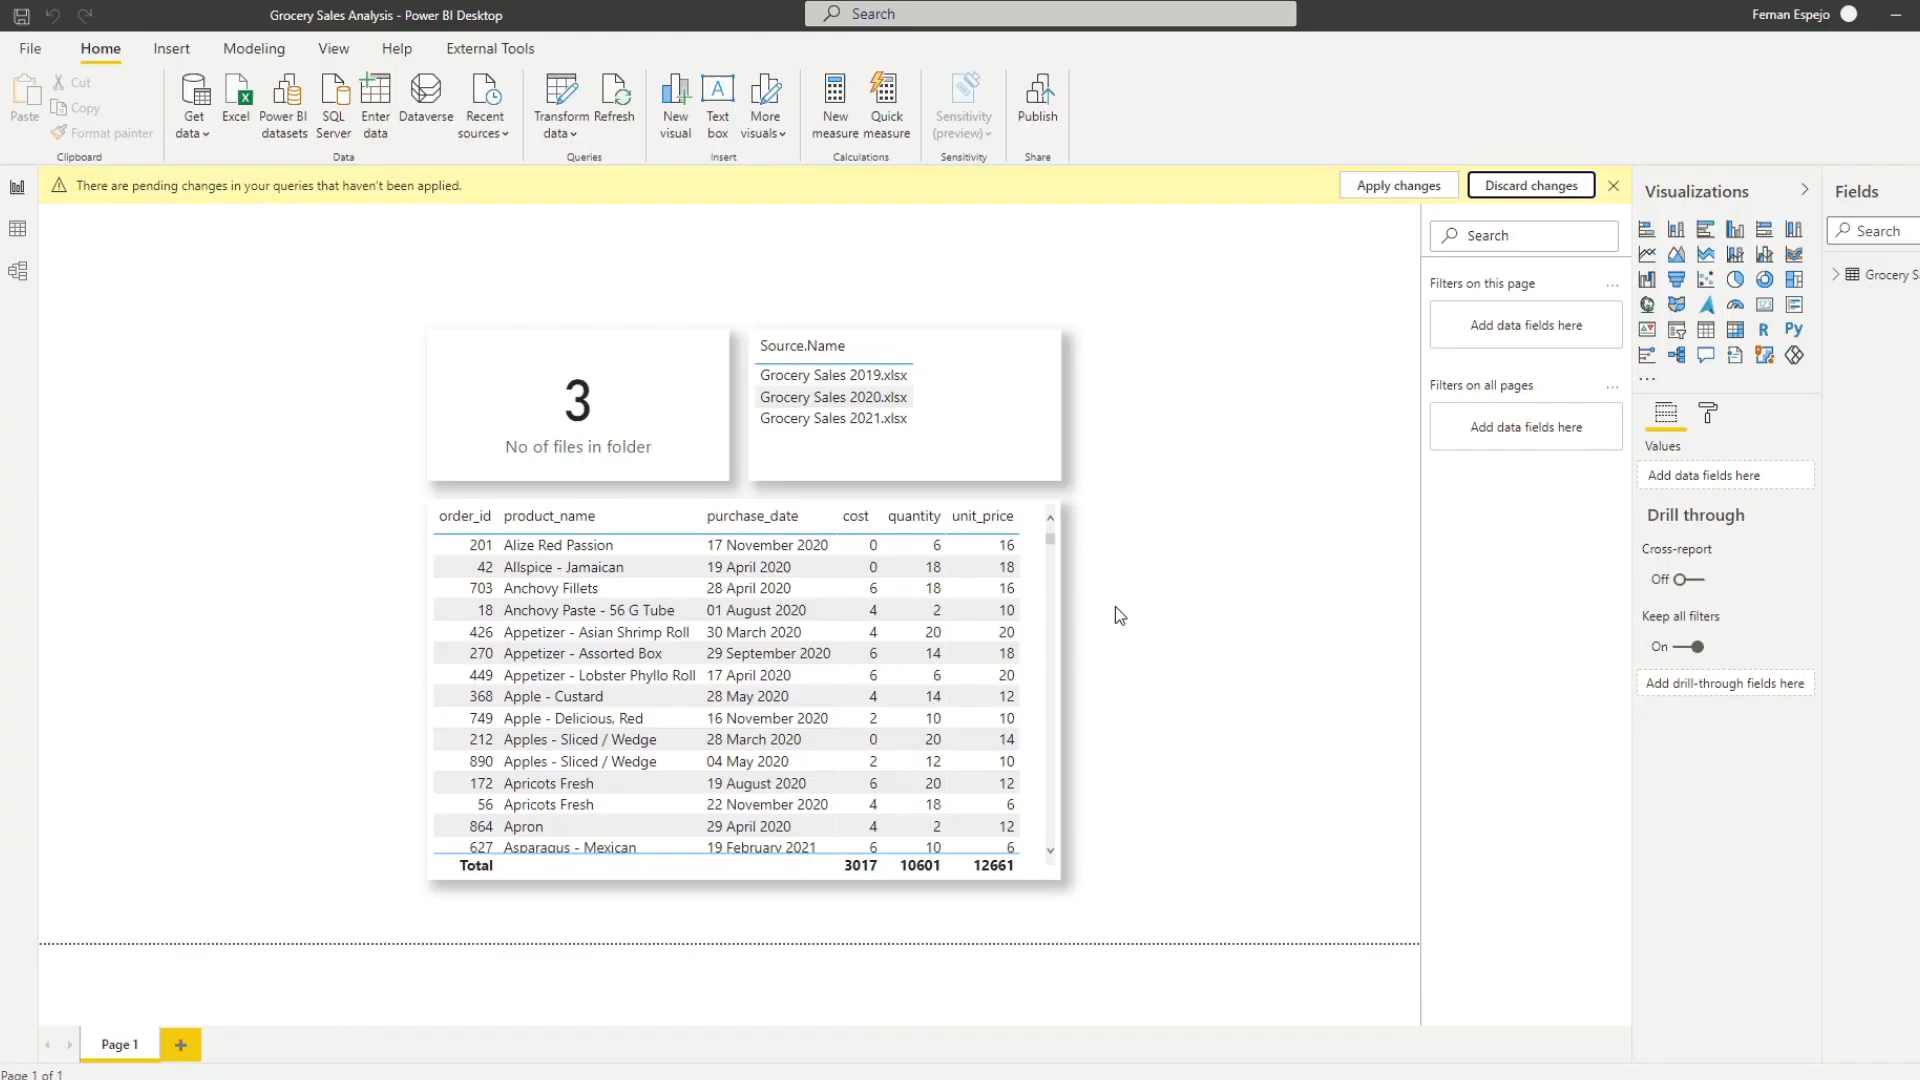 Grocery Sales Analysis - Power BI Desktop
Search
Fernan Espejo
File Home Insert Modeling View Help External Tools
Paste
Cut
Copy
Format painter
Clipboard
Get data
Excel
Power BI datasets
SQL Server
Enter data
Dataverse
Recent sources
Data
Transform data
Refresh
Queries
New visual
Text box
More visuals
Insert
New measure
Quick measure
Calculations
Sensitivity (preview)
Sensitivity
Publish
Share
There are pending changes in your queries that haven't been applied.
Apply changes
Discard changes
3
No of files in folder
Source.Name
Grocery Sales 2019.xlsx
Grocery Sales 2020.xlsx
Grocery Sales 2021.xlsx
order_id product_name purchase_date cost quantity unit_price
201 Alize Red Passion 17 November 2020 0 6 16
42 Allspice - Jamaican 19 April 2020 0 18 18
703 Anchovy Fillets 28 April 2020 6 18 16
18 Anchovy Paste - 56 G Tube 01 August 2020 4 2 10
426 Appetizer - Asian Shrimp Roll 30 March 2020 4 20 20
270 Appetizer - Assorted Box 29 September 2020 6 14 18
449 Appetizer - Lobster Phyllo Roll 17 April 2020 6 6 20
368 Apple - Custard 28 May 2020 4 14 12
749 Apple - Delicious, Red 16 November 2020 2 10 10
212 Apples - Sliced / Wedge 28 March 2020 0 20 14
890 Apples - Sliced / Wedge 04 May 2020 2 12 10
172 Apricots Fresh 19 August 2020 6 20 12
56 Apricots Fresh 22 November 2020 4 18 6
864 Apron 29 April 2020 4 2 12
627 Asparagus - Mexican 19 February 2021 6 10 6
Total 3017 10601 12661
Search
Filters on this page
Add data fields here
Filters on all pages
Add data fields here
Visualizations
R
Py
123
Values
Add data fields here
Drill through
Cross-report
Off
Keep all filters
On
Add drill-through fields here
Fields
Search
Grocery S
Page 1
Page 1 of 1